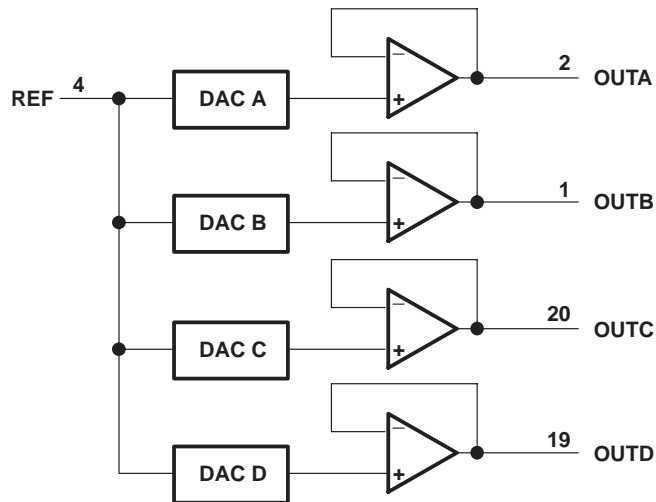 REF 4
DAC A
–
+
2 OUTA
DAC B
–
+
1 OUTB
DAC C
–
+
20 OUTC
DAC D
–
+
19 OUTD